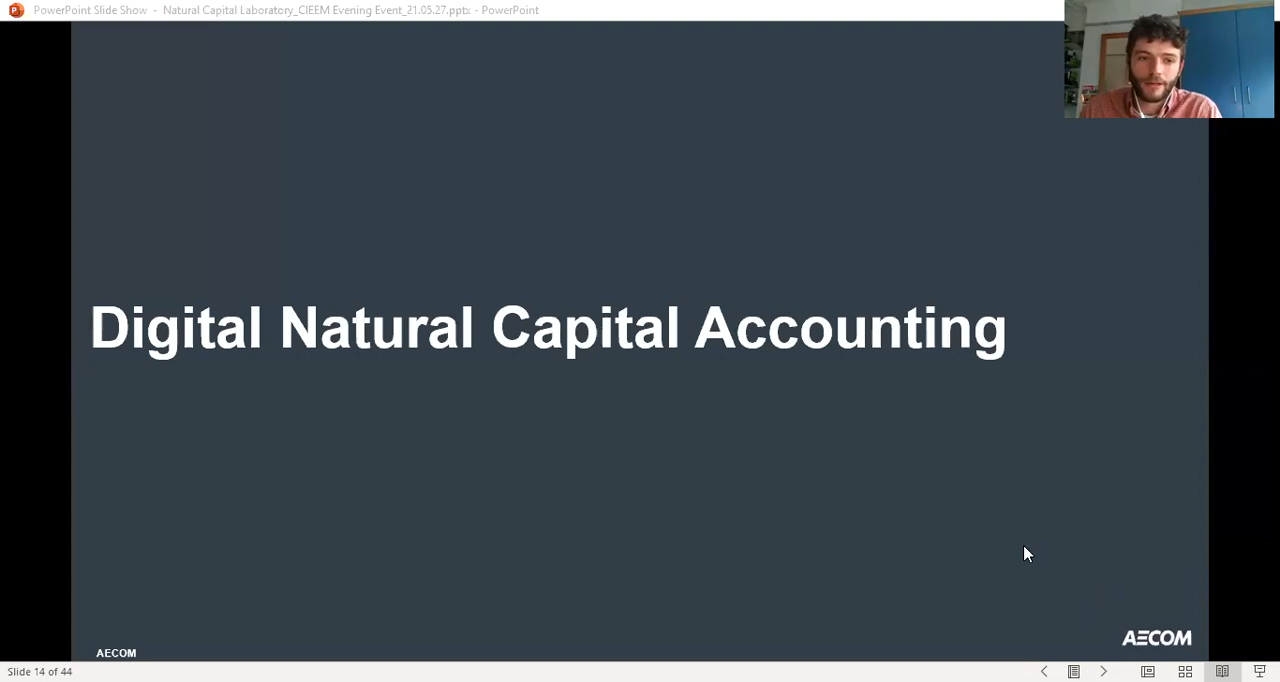 PowerPoint Slide Show - Natural Capital Laboratory_CIEEM Evening Event_21.05.27.pptx - PowerPoint
Digital Natural Capital Accounting
AECOM
AECOM
Slide 14 of 44